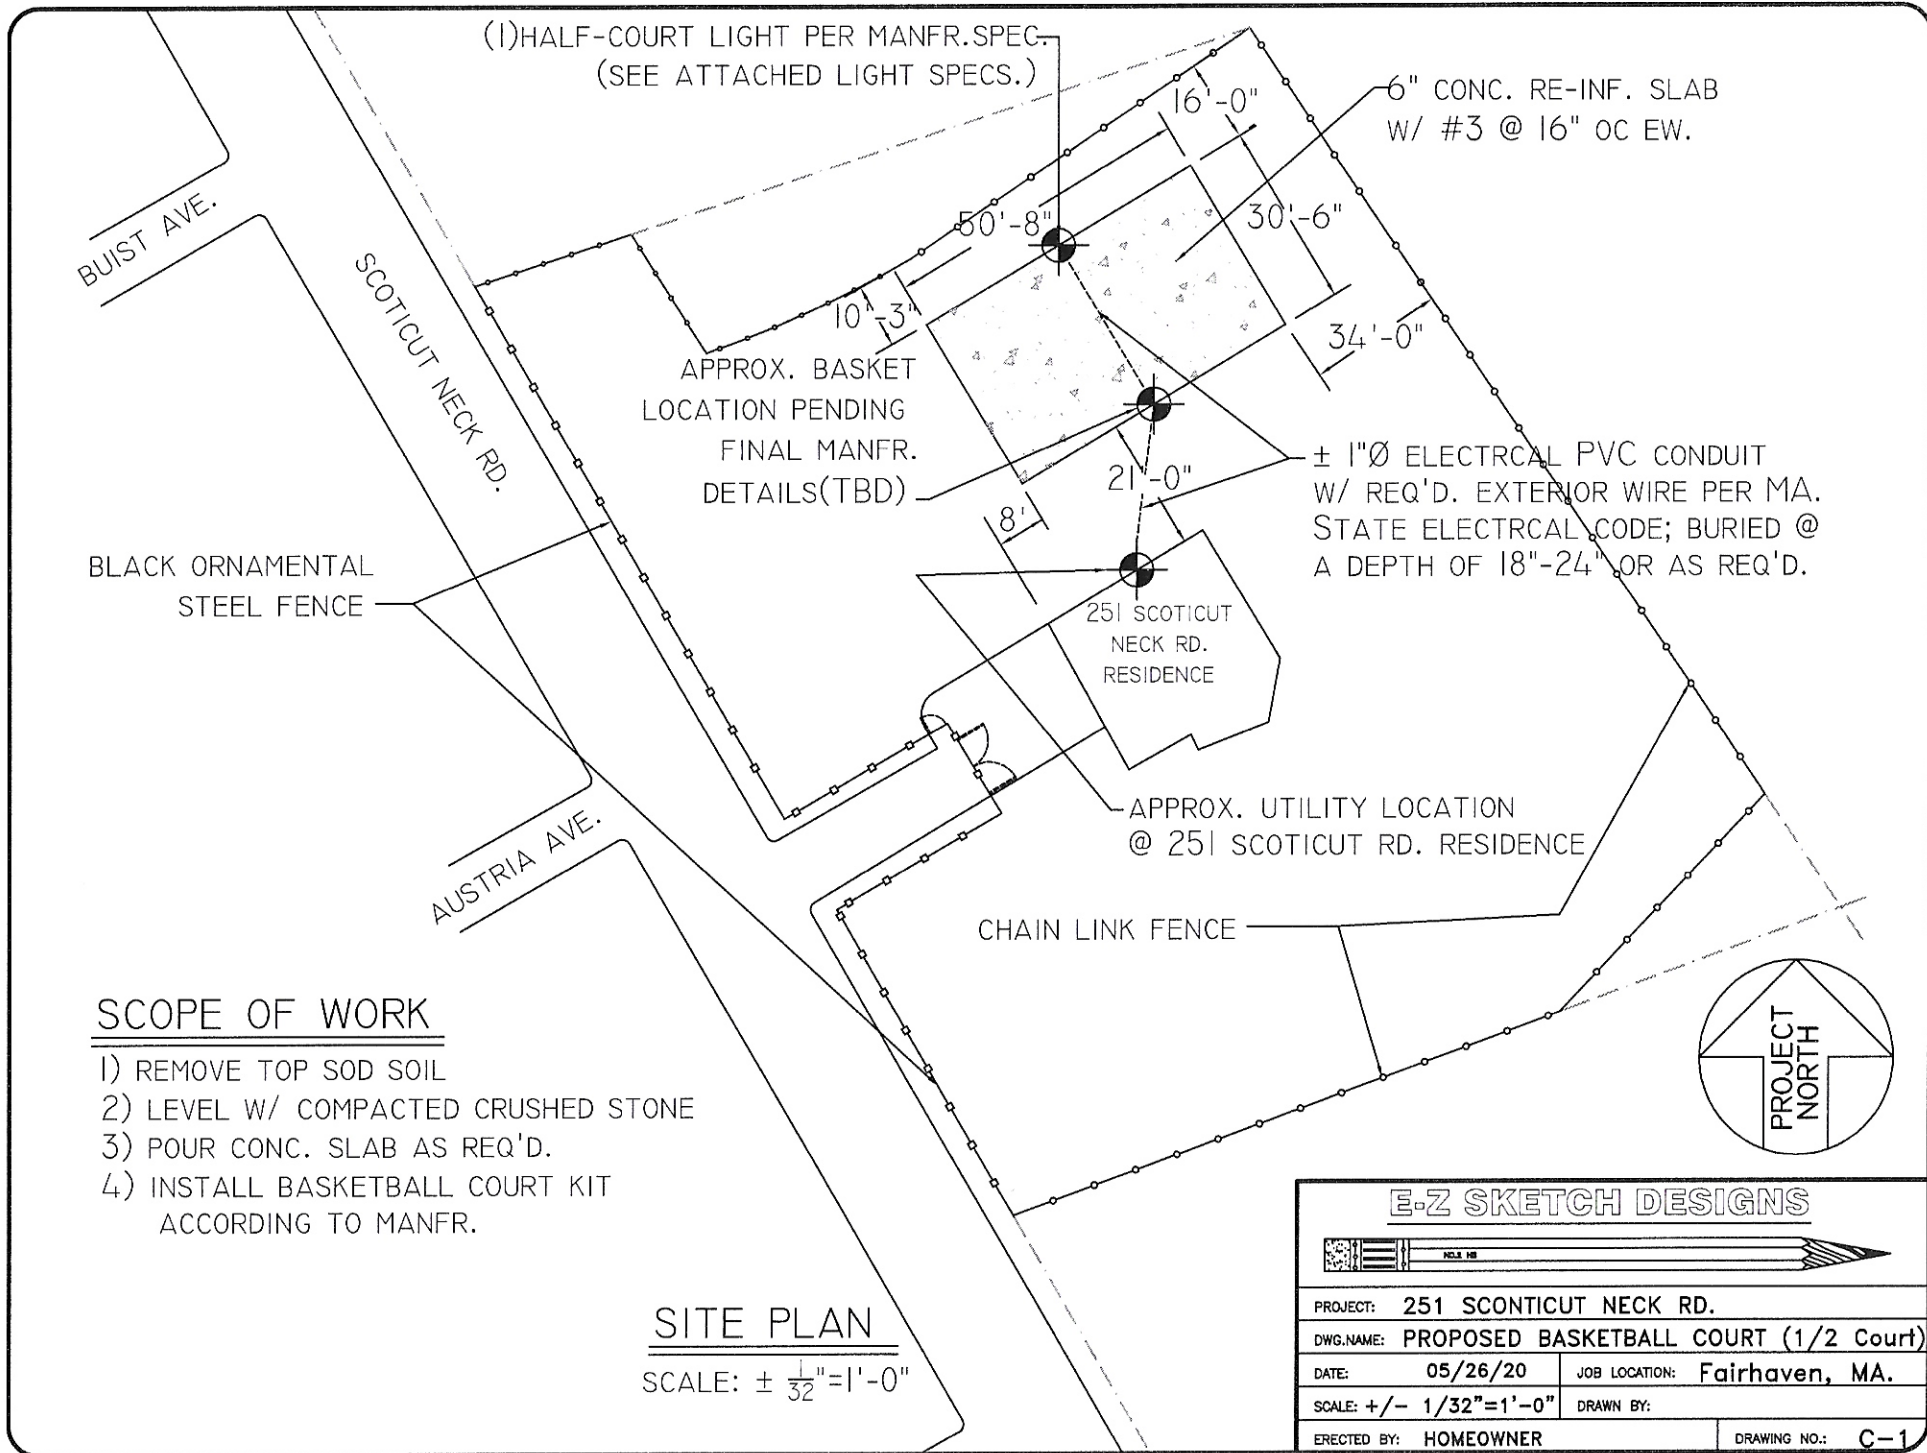 (1)HALF-COURT LIGHT PER MANFR.SPEC.
(SEE ATTACHED LIGHT SPECS.)
6" CONC. RE-INF. SLAB
W/ #3 @ 16" OC EW.
16'-0"
50'-8"
30'-6"
10'-3"
34'-0"
BUIST AVE.
SCOTICUT NECK RD.
APPROX. BASKET
LOCATION PENDING
FINAL MANFR.
DETAILS(TBD)
21'-0"
8'
± 1"Ø ELECTRCAL PVC CONDUIT
W/ REQ'D. EXTERIOR WIRE PER MA.
STATE ELECTRCAL CODE; BURIED @
A DEPTH OF 18"-24" OR AS REQ'D.
BLACK ORNAMENTAL
STEEL FENCE
251 SCOTICUT
NECK RD.
RESIDENCE
APPROX. UTILITY LOCATION
@ 251 SCOTICUT RD. RESIDENCE
AUSTRIA AVE.
CHAIN LINK FENCE
SCOPE OF WORK
1) REMOVE TOP SOD SOIL
2) LEVEL W/ COMPACTED CRUSHED STONE
3) POUR CONC. SLAB AS REQ'D.
4) INSTALL BASKETBALL COURT KIT
ACCORDING TO MANFR.
PROJECT
NORTH
SITE PLAN
SCALE: ± 1/32"=1'-0"
E-Z SKETCH DESIGNS
NO.2 HB
PROJECT: 251 SCONTICUT NECK RD.
DWG.NAME: PROPOSED BASKETBALL COURT (1/2 Court)
DATE: 05/26/20 JOB LOCATION: Fairhaven, MA.
SCALE: +/- 1/32"=1'-0" DRAWN BY:
ERECTED BY: HOMEOWNER DRAWING NO.: C-1